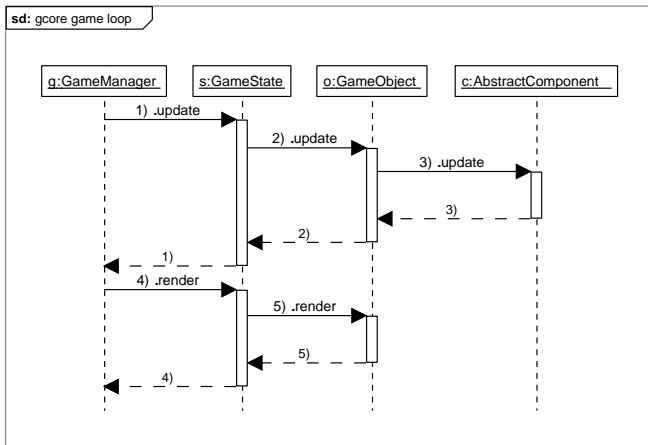 sd: gcore game loop
g:GameManager
s:GameState
o:GameObject
c:AbstractComponent
1) .update
2) .update
3) .update
3)
2)
1)
4) .render
5) .render
5)
4)